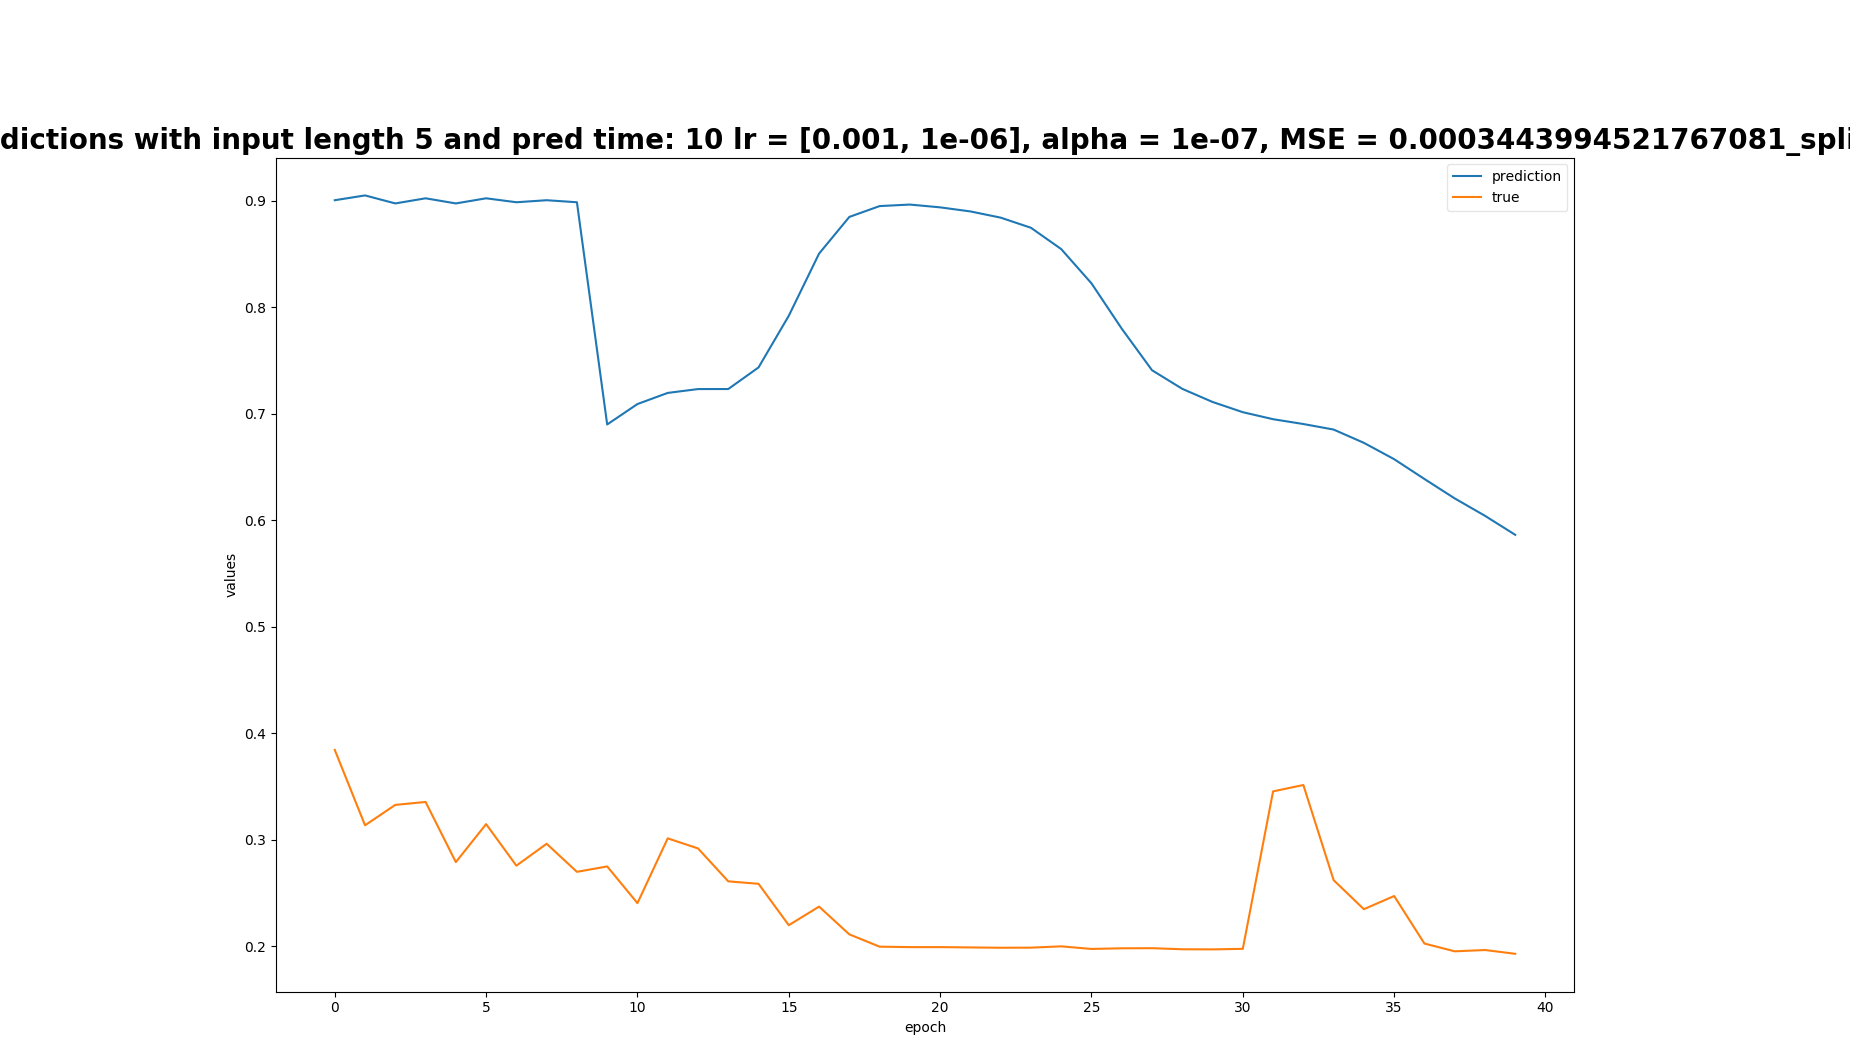 dictions with input length 5 and pred time: 10 lr = [0.001, 1e-06], alpha = 1e-07, MSE = 0.0003443994521767081_spli
prediction
true
0.9
0.8
0.7
0.6
0.5
0.4
0.3
0.2
values
0 5 10 15 20 25 30 35 40
epoch